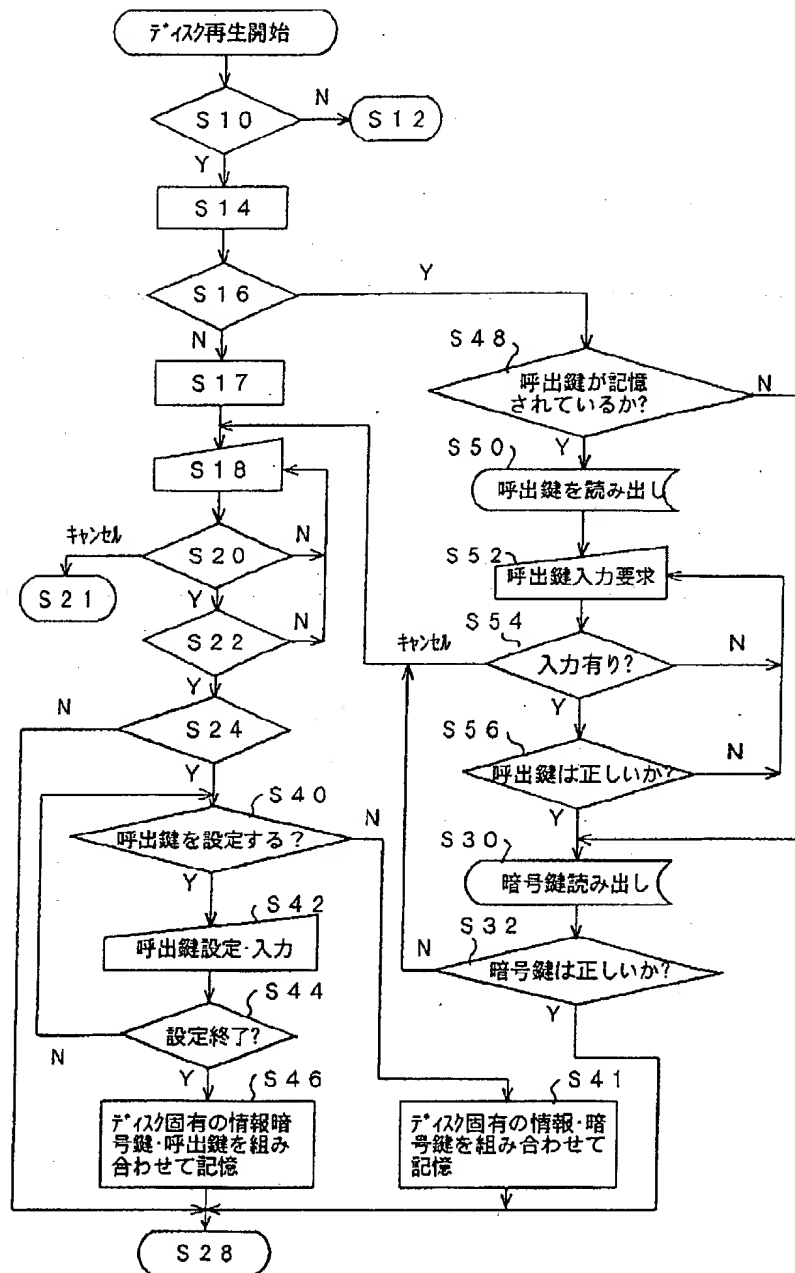 ディスク再生開始
S10
N
S12
Y
S14
S16
Y
N
S17
S18
S20
N
キャンセル
S21
Y
S22
N
Y
S24
N
Y
S40
呼出鍵を設定する?
N
Y
S42
呼出鍵設定・入力
S44
設定終了?
N
Y
S46
ディスク固有の情報暗
号鍵・呼出鍵を組み
合わせて記憶
S28
S48
呼出鍵が記憶
されているか?
N
Y
S50
呼出鍵を読み出し
S52
呼出鍵入力要求
S54
キャンセル
入力有り?
N
Y
S56
呼出鍵は正しいか?
N
Y
S30
暗号鍵読み出し
S32
N
暗号鍵は正しいか?
Y
S41
ディスク固有の情報・暗
号鍵を組み合わせて
記憶